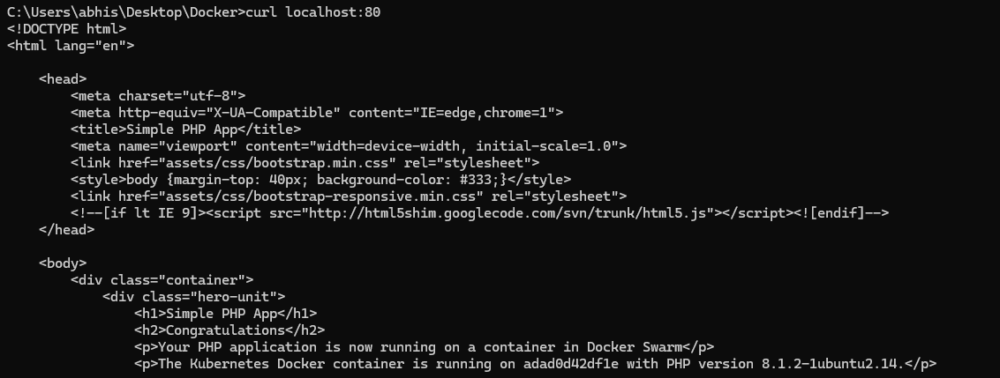 C:\Users\abhis\Desktop\Docker>curl localhost:80
<!DOCTYPE html>
<html lang="en">
<head>
<meta charset="utf-8">
<meta http-equiv="X-UA-Compatible" content="IE=edge,chrome=1">
<title>Simple PHP App</title>
<meta name="viewport" content="width=device-width, initial-scale=1.0">
<link href="assets/css/bootstrap.min.css" rel="stylesheet">
<style>body {margin-top: 40px; background-color: #333;}</style>
<link href="assets/css/bootstrap-responsive.min.css" rel="stylesheet">
<!--[if lt IE 9]><script src="http://html5shim.googlecode.com/svn/trunk/html5.js"></script><![endif]-->
</head>
<body>
<div class="container">
<div class="hero-unit">
<h1>Simple PHP App</h1>
<h2>Congratulations</h2>
<p>Your PHP application is now running on a container in Docker Swarm</p>
<p>The Kubernetes Docker container is running on adad0d42df1e with PHP version 8.1.2-1ubuntu2.14.</p>